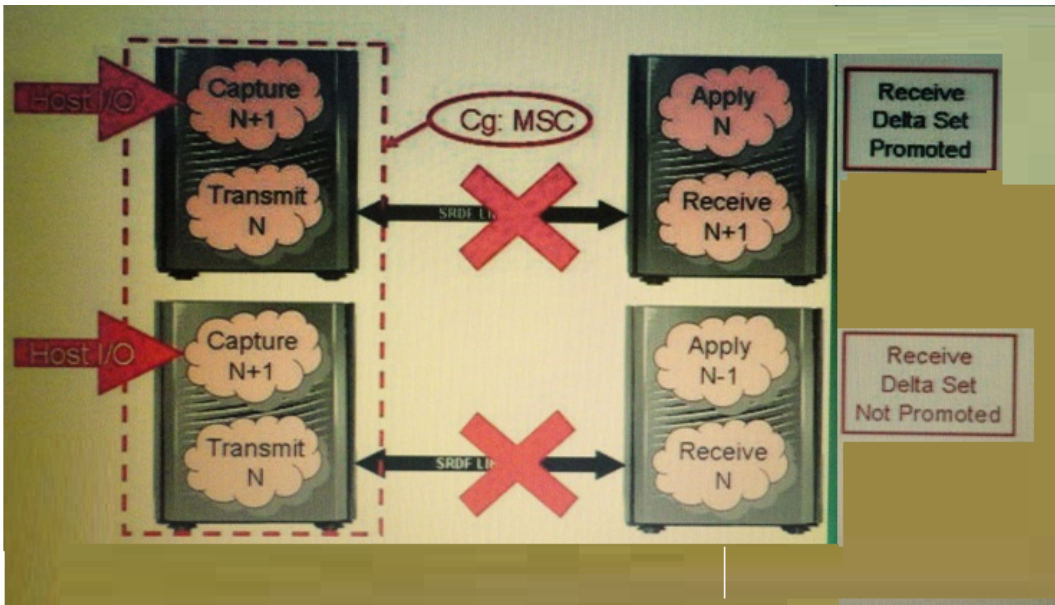 Host I/O
Capture
N+1
Transmit
N
Cg: MSC
SRDF LI
Apply
N
Receive
N+1
Receive
Delta Set
Promoted
Host I/O
Capture
N+1
Transmit
N
SRDF LI
Apply
N-1
Receive
N
Receive
Delta Set
Not Promoted